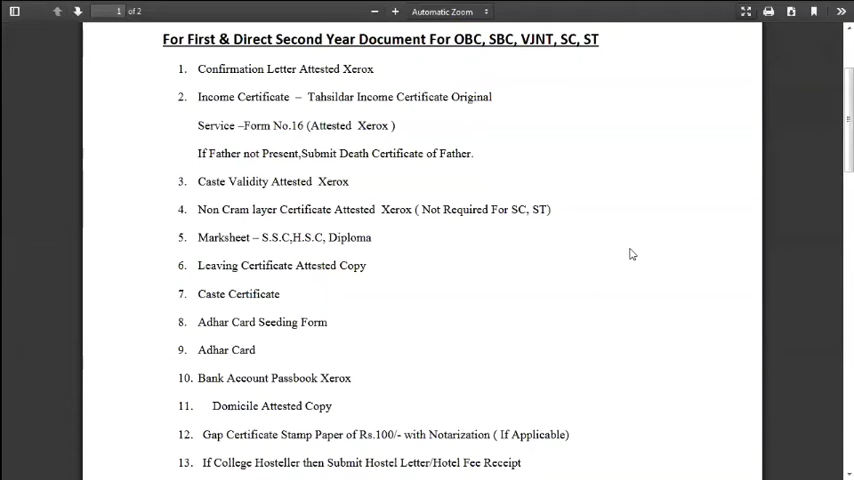 1 of 2
Automatic Zoom
For First & Direct Second Year Document For OBC, SBC, VJNT, SC, ST
1. Confirmation Letter Attested Xerox
2. Income Certificate – Tahsildar Income Certificate Original
Service –Form No.16 (Attested Xerox )
If Father not Present,Submit Death Certificate of Father.
3. Caste Validity Attested Xerox
4. Non Cram layer Certificate Attested Xerox ( Not Required For SC, ST)
5. Marksheet – S.S.C,H.S.C, Diploma
6. Leaving Certificate Attested Copy
7. Caste Certificate
8. Adhar Card Seeding Form
9. Adhar Card
10. Bank Account Passbook Xerox
11. Domicile Attested Copy
12. Gap Certificate Stamp Paper of Rs.100/- with Notarization ( If Applicable)
13. If College Hosteller then Submit Hostel Letter/Hotel Fee Receipt